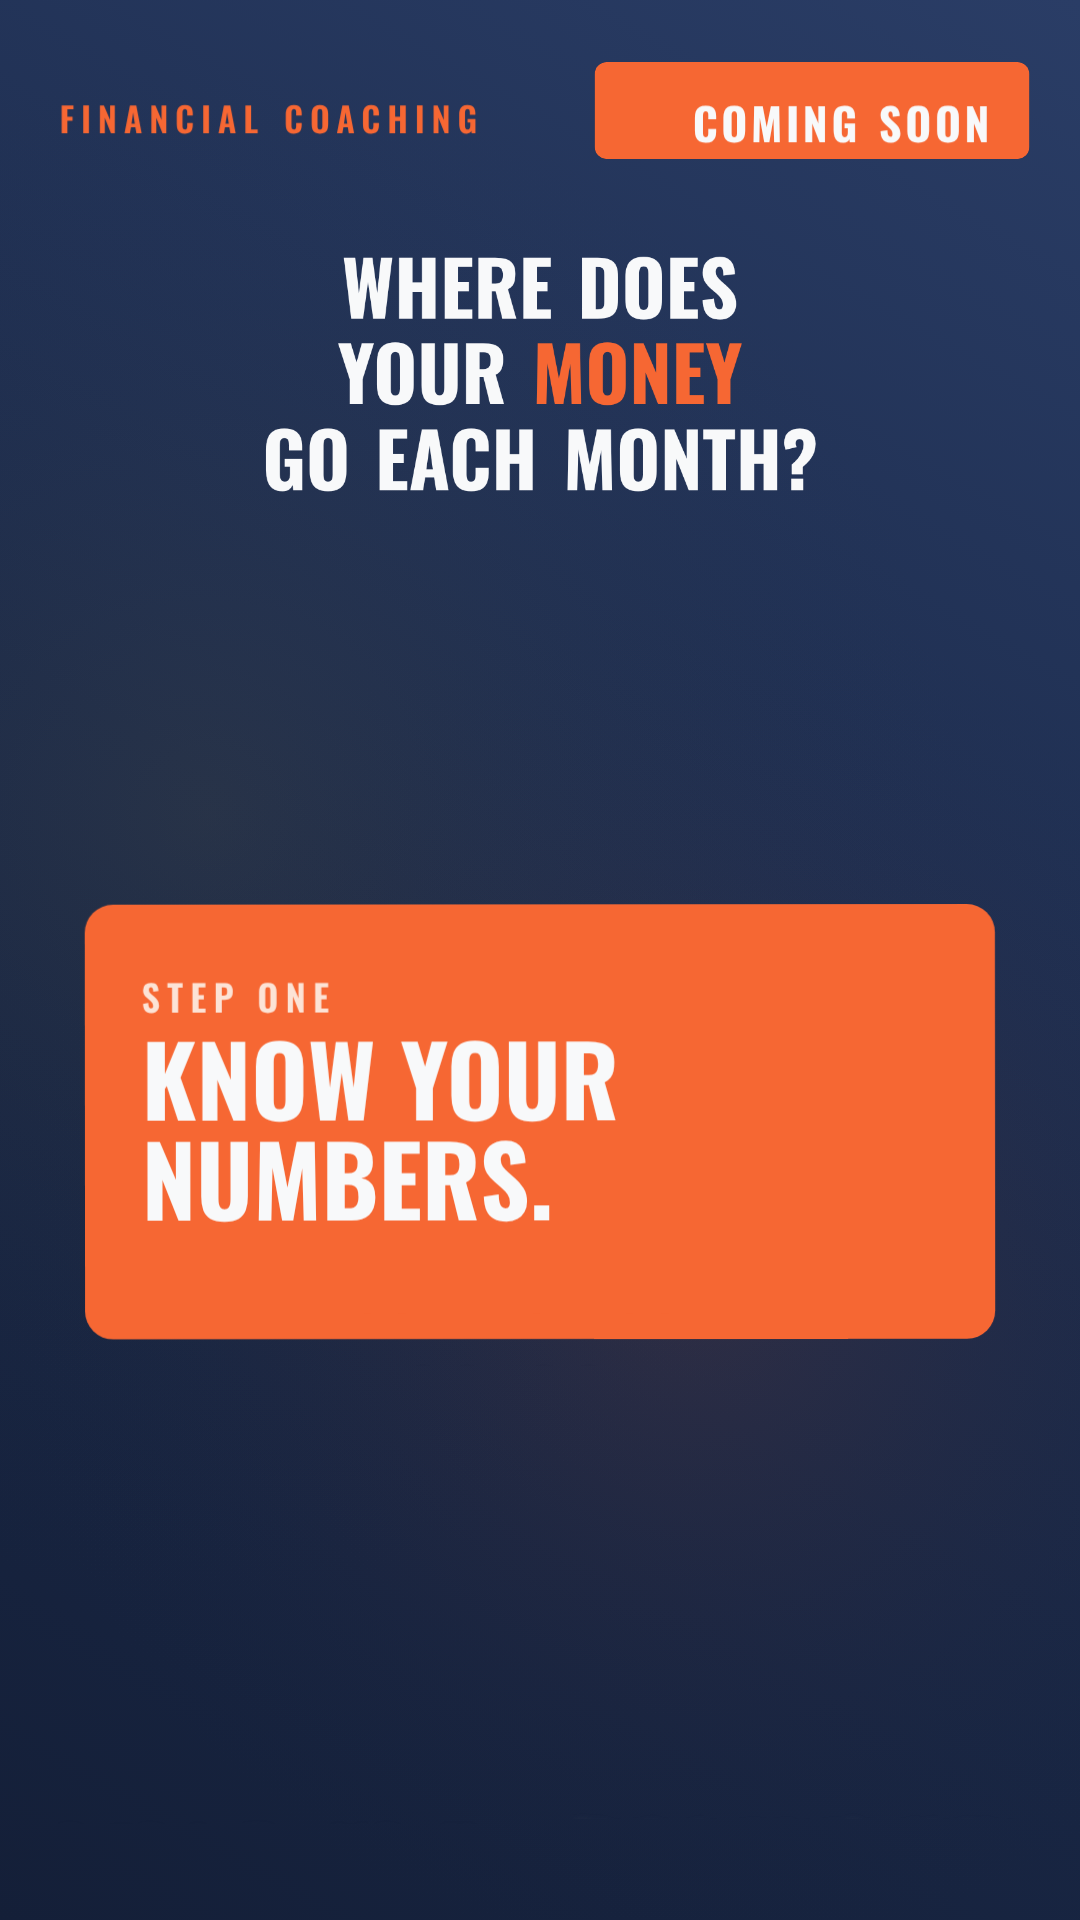 FINANCIAL COACHING
COMING SOON
WHERE DOES
YOUR MONEY
GO EACH MONTH?
STEP ONE
KNOW YOUR
NUMBERS.